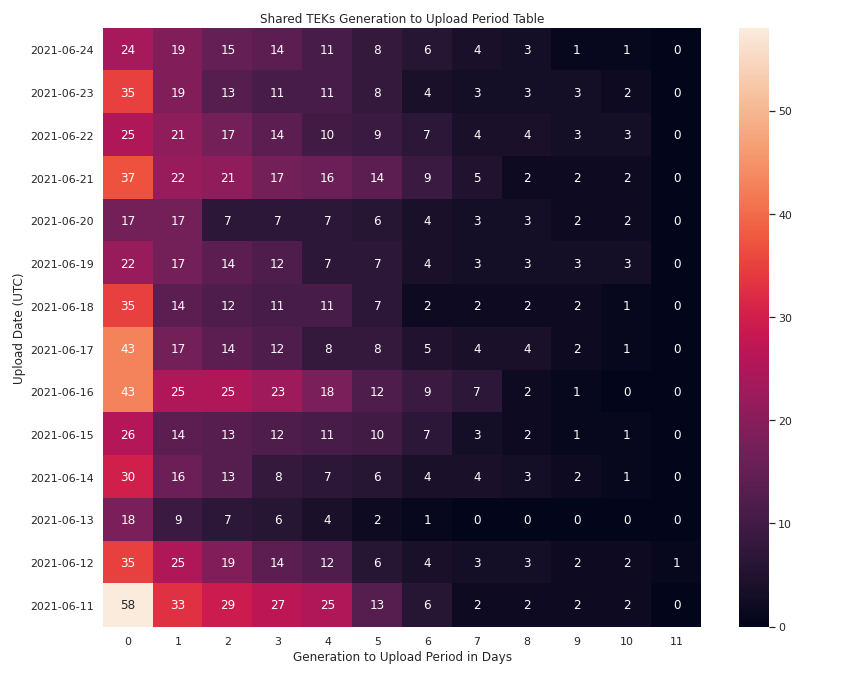 Shared TEKs Generation to Upload Period Table
Upload Date (UTC)
2021-06-24 24 19 15 14 11 8 6 4 3 1 1 0
2021-06-23 35 19 13 11 11 8 4 3 3 3 2 0
2021-06-22 25 21 17 14 10 9 7 4 4 3 3 0
2021-06-21 37 22 21 17 16 14 9 5 2 2 2 0
2021-06-20 17 17 7 7 7 6 4 3 3 2 2 0
2021-06-19 22 17 14 12 7 7 4 3 3 3 3 0
2021-06-18 35 14 12 11 11 7 2 2 2 2 1 0
2021-06-17 43 17 14 12 8 8 5 4 4 2 1 0
2021-06-16 43 25 25 23 18 12 9 7 2 1 0 0
2021-06-15 26 14 13 12 11 10 7 3 2 1 1 0
2021-06-14 30 16 13 8 7 6 4 4 3 2 1 0
2021-06-13 18 9 7 6 4 2 1 0 0 0 0 0
2021-06-12 35 25 19 14 12 6 4 3 3 2 2 1
2021-06-11 58 33 29 27 25 13 6 2 2 2 2 0
0 1 2 3 4 5 6 7 8 9 10 11
Generation to Upload Period in Days
50
40
30
20
10
0